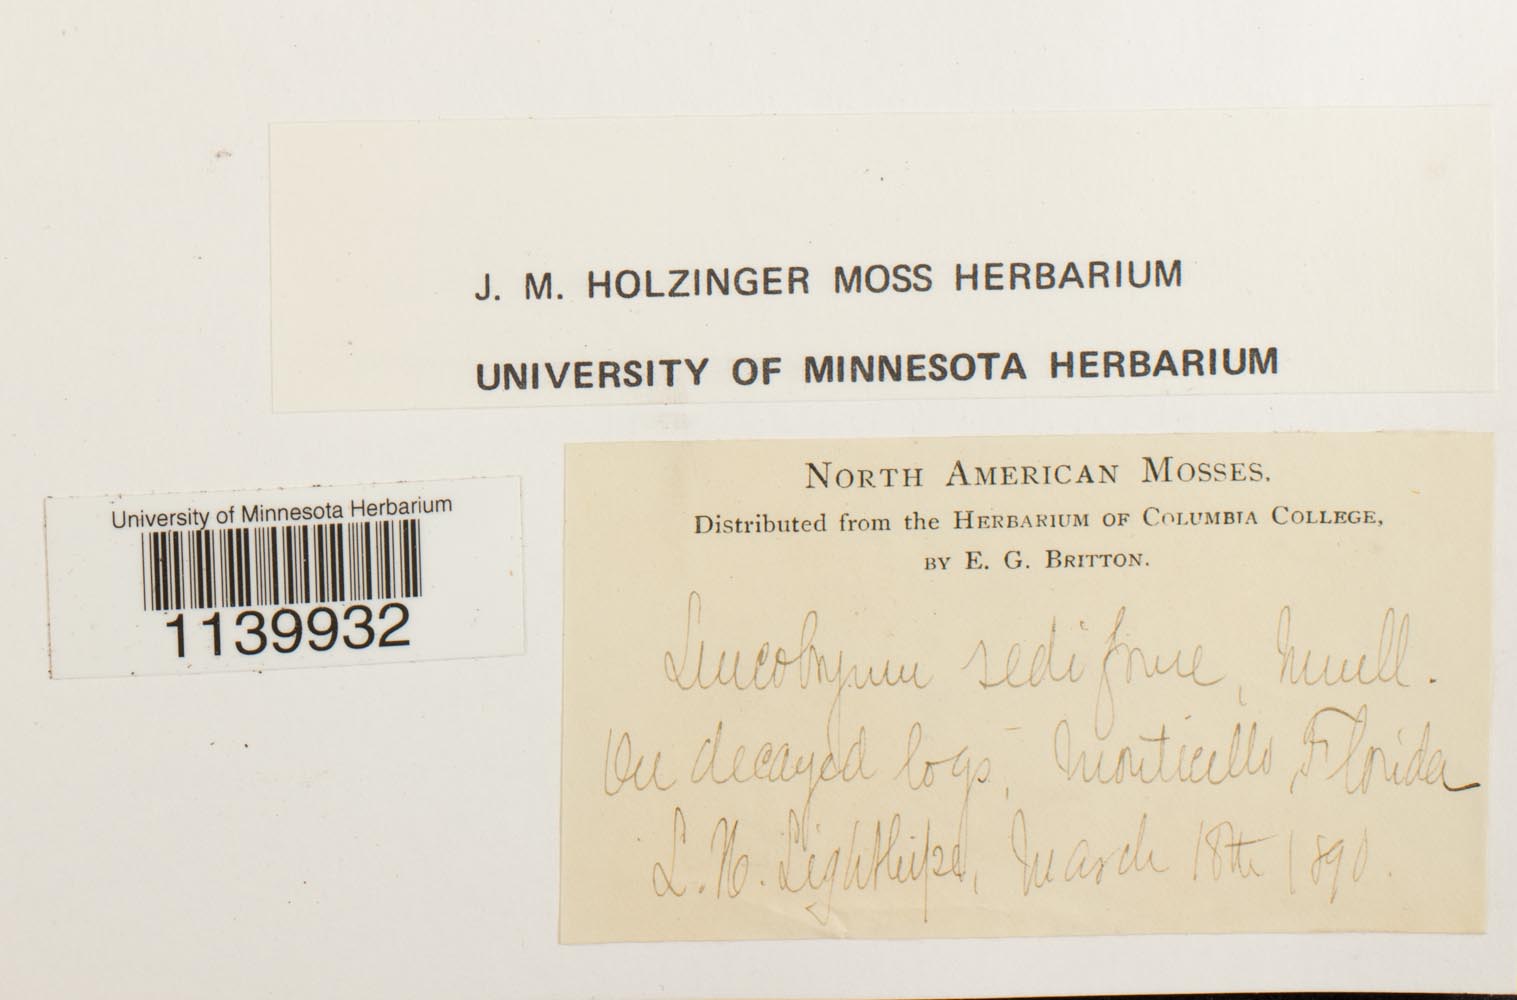 J. M. HOLZINGER MOSS HERBARIUM
UNIVERSITY OF MINNESOTA HERBARIUM
University of Minnesota Herbarium
1139932
NORTH AMERICAN MOSSES.
Distributed from the HERBARIUM OF COLUMBIA COLLEGE,
BY E. G. BRITTON.
Leucobryum sediforme, Muell.
On decayed logs, Monticello, Florida
L. H. Lighthipe, March 18th 1890.